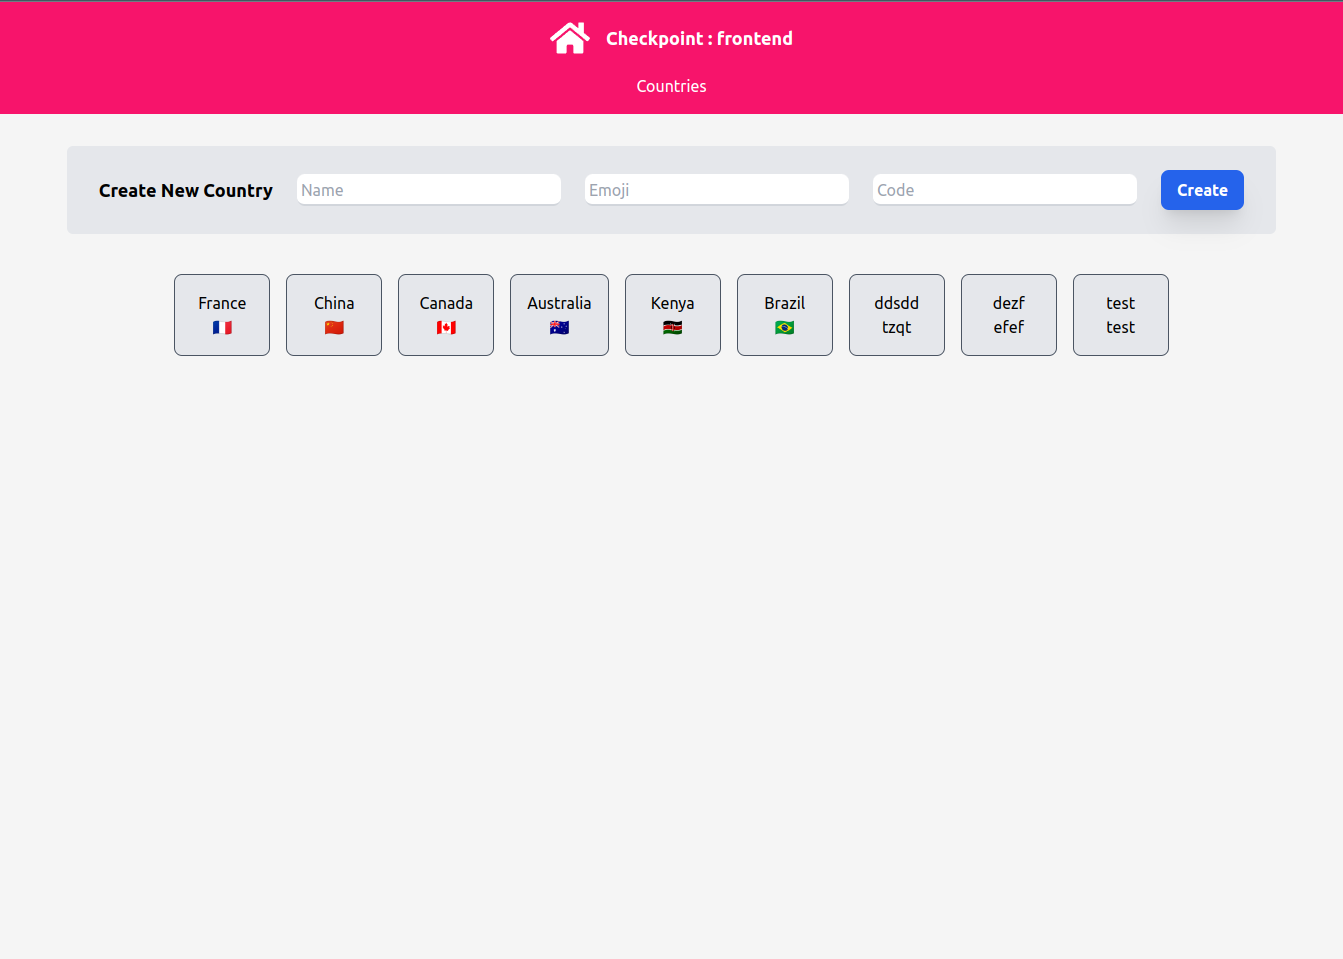 Checkpoint : frontend
Countries
Create New Country Name Emoji Code Create
France China Canada Australia Kenya Brazil ddsdd dezf test
🇫🇷 🇨🇳 🇨🇦 🇦🇺 🇰🇪 🇧🇷 tzqt efef test